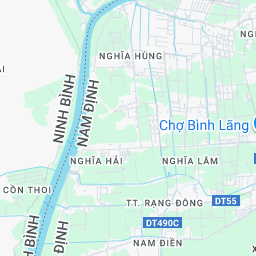 NGHĨA HÙNG
NINH BÌNH
NAM ĐỊNH
Chợ Bình Lãng
NGHĨA HẢI
NGHĨA LÂM
CỒN THOI
TT. RẠNG ĐÔNG
DT55
DT490C
NAM ĐIỀN
H BÌNH
ĐỊNH